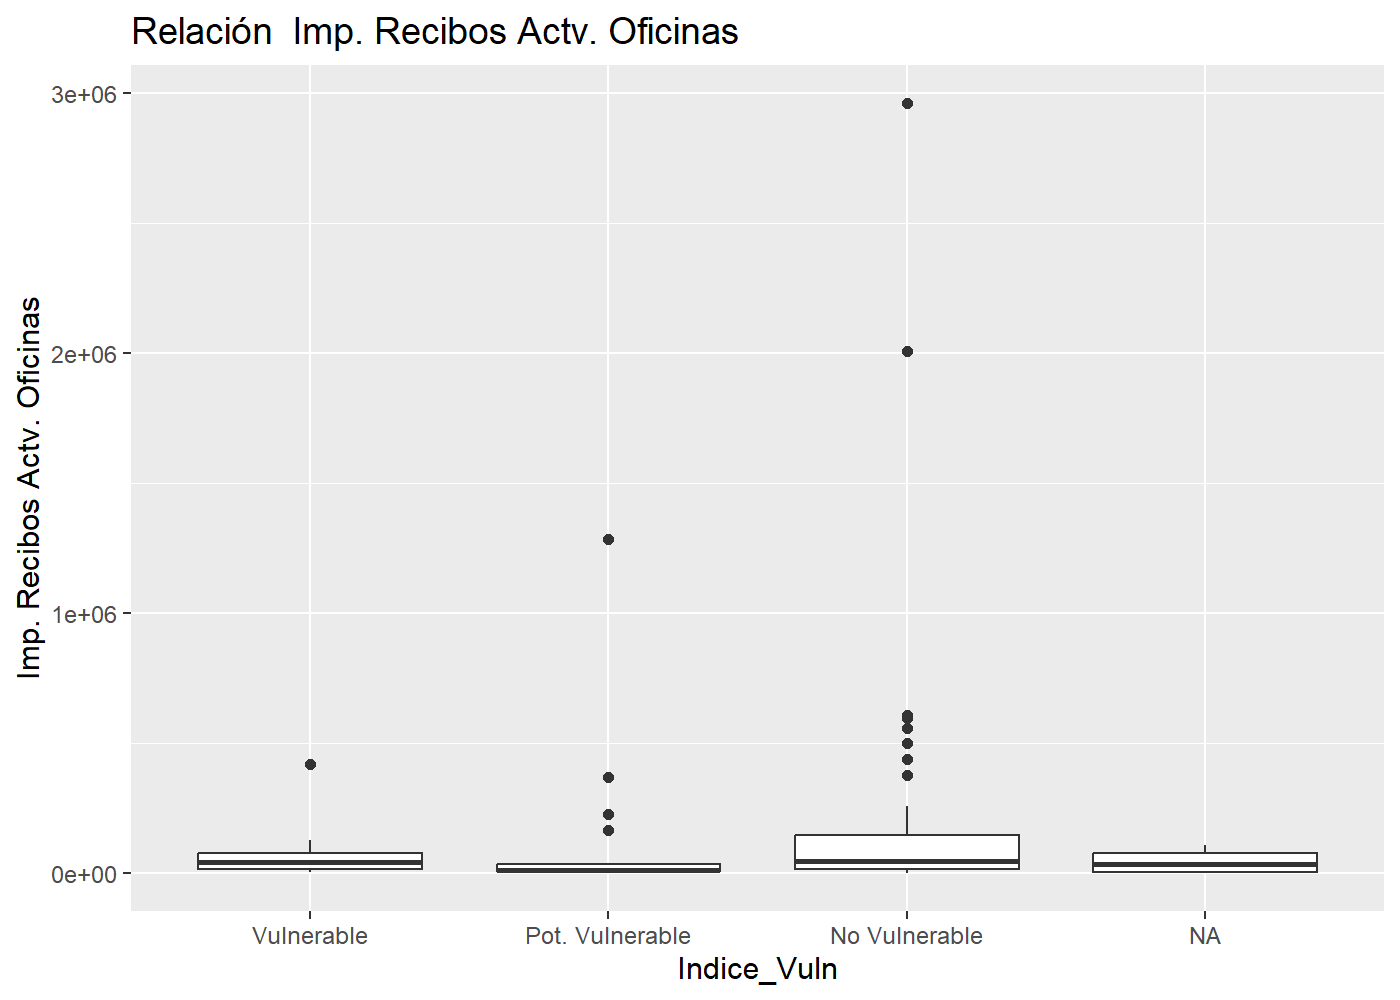 Relación  Imp. Recibos Actv. Oficinas
Imp. Recibos Actv. Oficinas
3e+06
2e+06
1e+06
0e+00
Vulnerable
Pot. Vulnerable
No Vulnerable
NA
Indice_Vuln